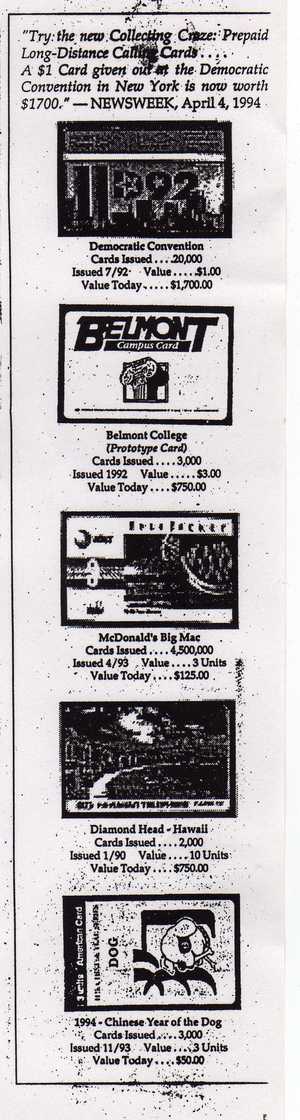 "Try the new Collecting Craze: Prepaid
Long-Distance Calling Cards . . . .
A $1 Card given out at the Democratic
Convention in New York is now worth
$1700." — NEWSWEEK, April 4, 1994
Democratic Convention
Cards Issued . . . .20,000
Issued 7/92 Value . . . . .$1.00
Value Today . . . . . $1,700.00
BELMONT
Campus Card
Belmont College
(Prototype Card)
Cards Issued . . . . 3,000
Issued 1992 Value . . . . . $3.00
Value Today . . . . $750.00
McDonald's Big Mac
Cards Issued . . . . 4,500,000
Issued 4/93 Value . . . . 3 Units
Value Today . . . . $125.00
Diamond Head - Hawaii
Cards Issued . . . . 2,000
Issued 1/90 Value . . . . 10 Units
Value Today . . . . $750.00
3 units American Card
DOG
1994 - Chinese Year of the Dog
Cards Issued . . . . 3,000
Issued 11/93 Value . . . 3 Units
Value Today . . . . $50.00